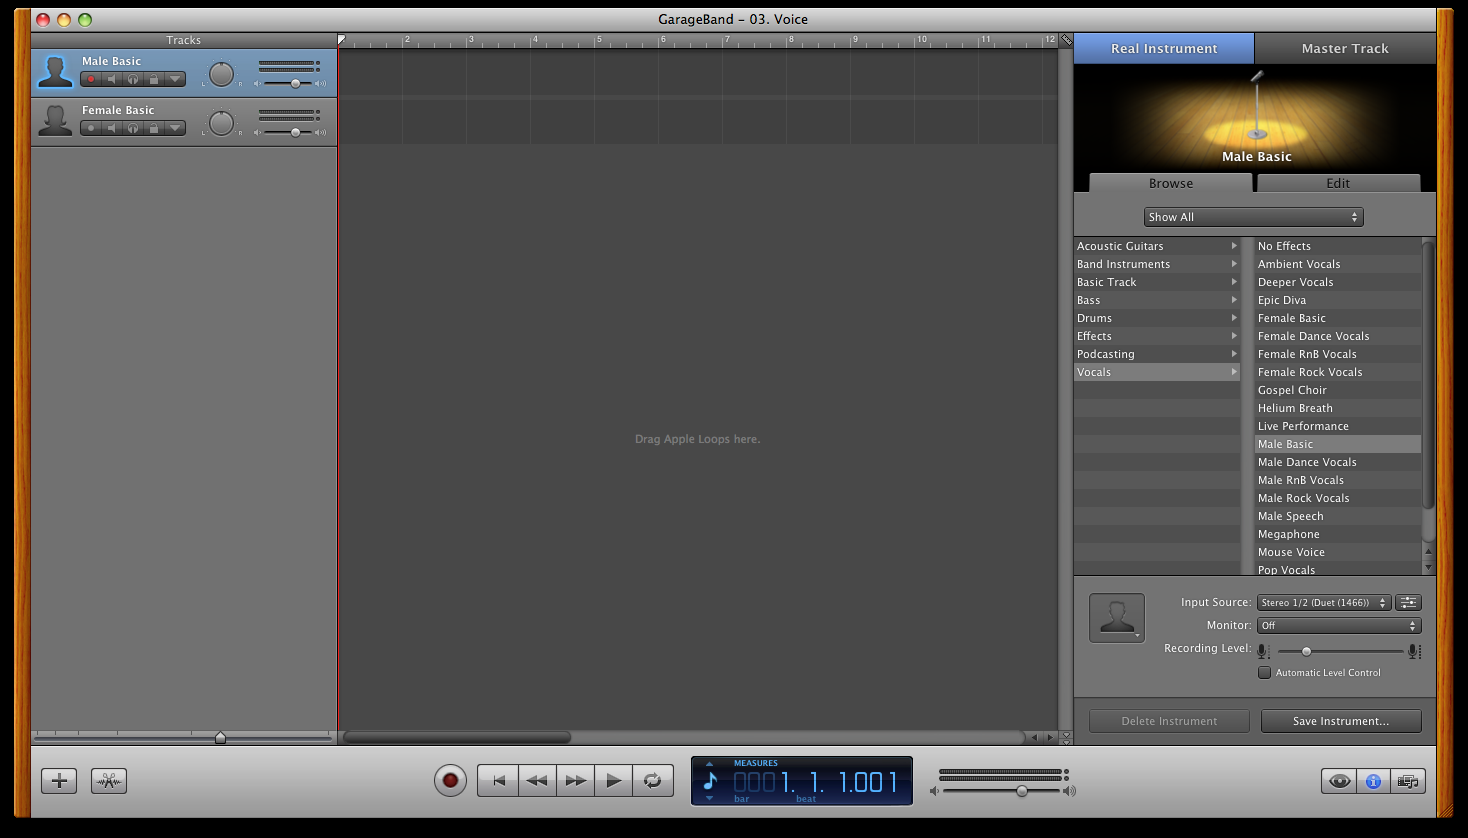 GarageBand – 03. Voice
Tracks
2 3 4 5 6 7 8 9 10 11 12
Male Basic
L R
Female Basic
L R
Drag Apple Loops here.
Real Instrument
Master Track
Male Basic
Browse
Edit
Show All
Acoustic Guitars
Band Instruments
Basic Track
Bass
Drums
Effects
Podcasting
Vocals
No Effects
Ambient Vocals
Deeper Vocals
Epic Diva
Female Basic
Female Dance Vocals
Female RnB Vocals
Female Rock Vocals
Gospel Choir
Helium Breath
Live Performance
Male Basic
Male Dance Vocals
Male RnB Vocals
Male Rock Vocals
Male Speech
Megaphone
Mouse Voice
Pop Vocals
Input Source: Stereo 1/2 (Duet (1466))
Monitor: Off
Recording Level:
Automatic Level Control
Delete Instrument
Save Instrument...
MEASURES
0001. 1. 1.001
bar beat